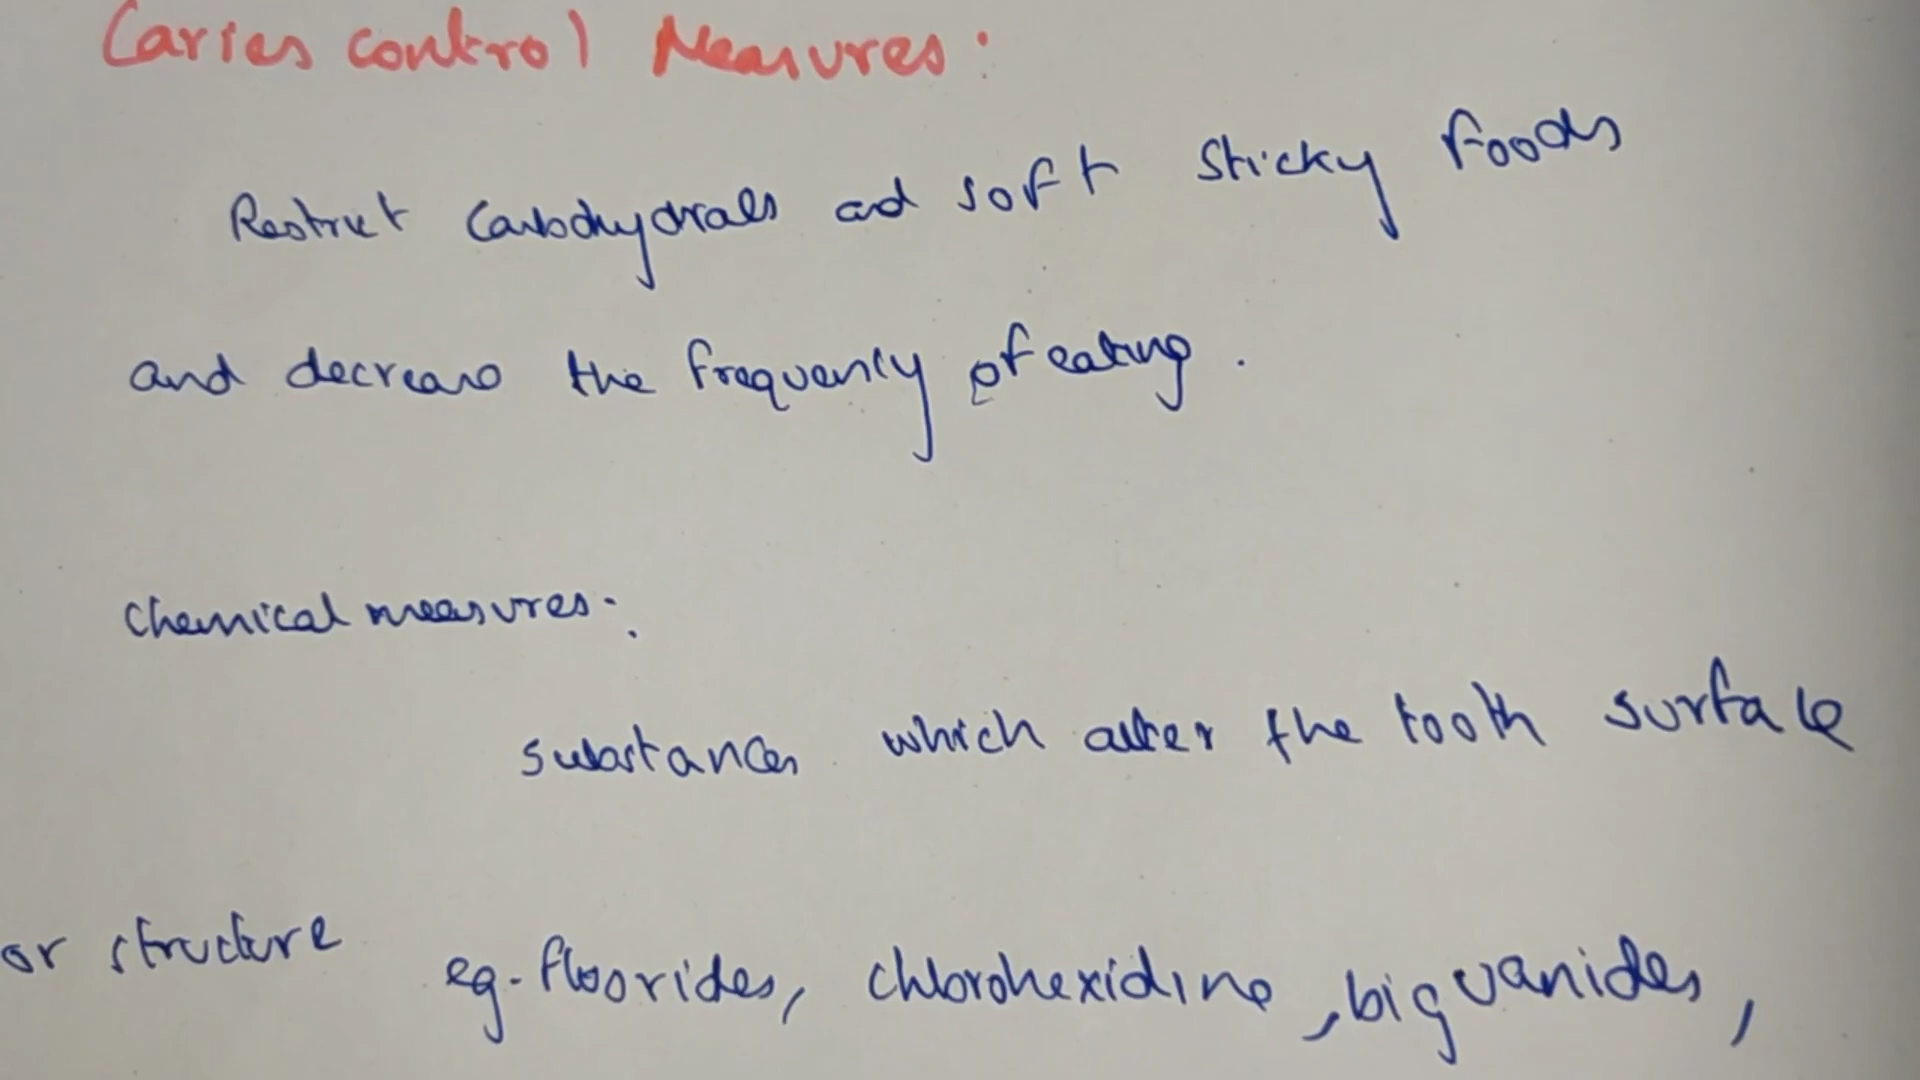 Caries control Measures:
Restrict Carbohydrates and soft sticky foods
and decrease the frequency of eating.
Chemical measures:
substances which alter the tooth surface
or structure eg. floorides, chlorohexidine, biguanides,